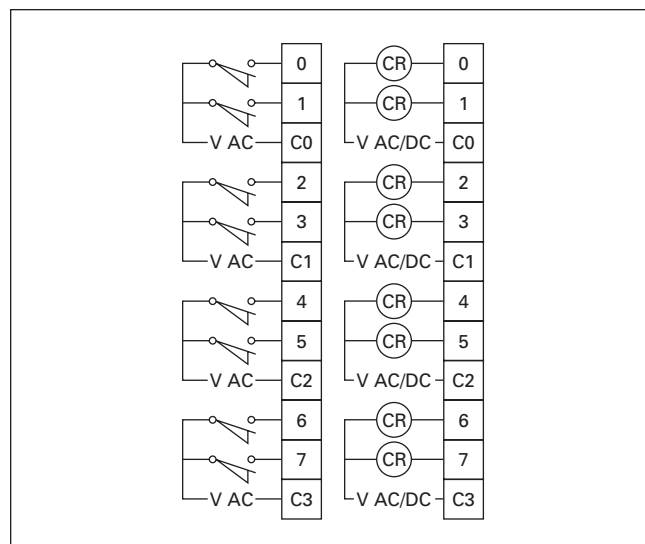 0 CR 0
1 CR 1
V AC C0 V AC/DC C0
2 CR 2
3 CR 3
V AC C1 V AC/DC C1
4 CR 4
5 CR 5
V AC C2 V AC/DC C2
6 CR 6
7 CR 7
V AC C3 V AC/DC C3